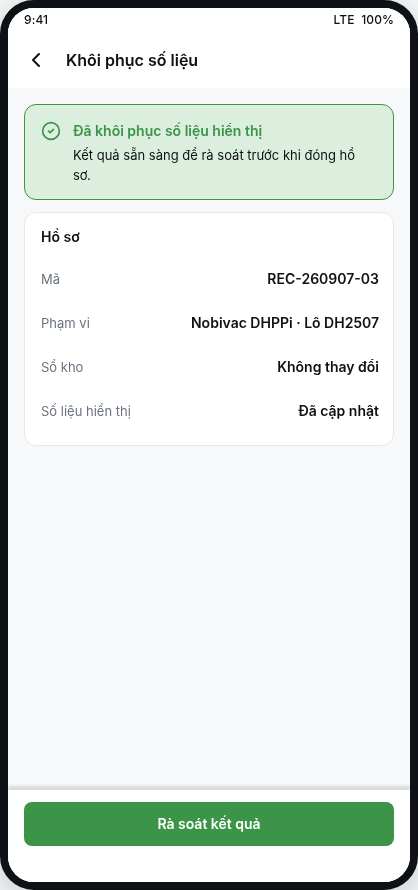 9:41
LTE 100%
Khôi phục số liệu
Đã khôi phục số liệu hiển thị
Kết quả sẵn sàng để rà soát trước khi đóng hồ
sơ.
Hồ sơ
Mã
REC-260907-03
Phạm vi
Nobivac DHPPi · Lô DH2507
Sổ kho
Không thay đổi
Số liệu hiển thị
Đã cập nhật
Rà soát kết quả